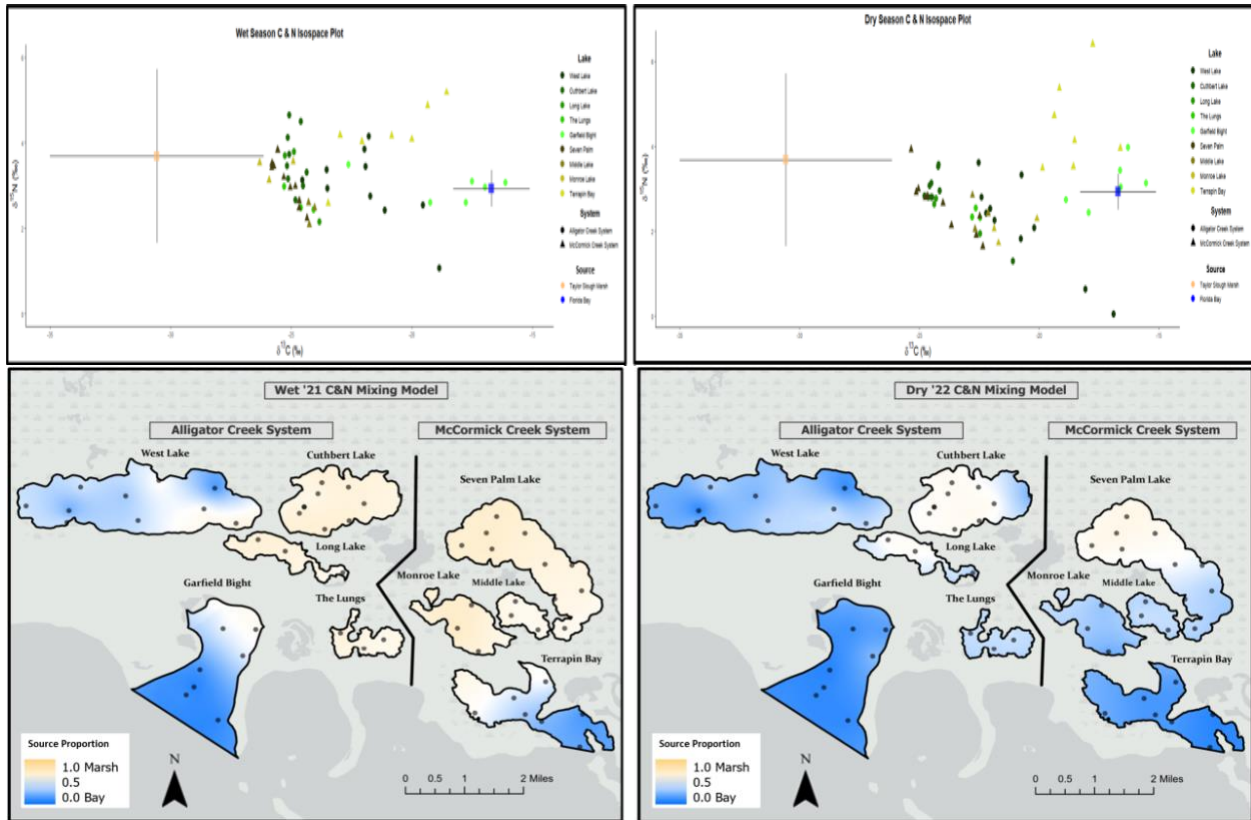 Wet Season C & N Isospace Plot
δ¹⁵N (‰)
δ¹³C (‰)
Lake
West Lake
Cuthbert Lake
Long Lake
The Lungs
Garfield Bight
Seven Palm
Middle Lake
Monroe Lake
Terrapin Bay
System
Alligator Creek System
McCormick Creek System
Source
Taylor Slough Marsh
Florida Bay
Dry Season C & N Isospace Plot
δ¹⁵N (‰)
δ¹³C (‰)
Lake
West Lake
Cuthbert Lake
Long Lake
The Lungs
Garfield Bight
Seven Palm
Middle Lake
Monroe Lake
Terrapin Bay
System
Alligator Creek System
McCormick Creek System
Source
Taylor Slough Marsh
Florida Bay
Wet '21 C&N Mixing Model
Alligator Creek System
McCormick Creek System
West Lake
Cuthbert Lake
Seven Palm Lake
Long Lake
Monroe Lake
Middle Lake
Garfield Bight
The Lungs
Terrapin Bay
Source Proportion
1.0 Marsh
0.5
0.0 Bay
N
0 0.5 1 2 Miles
Dry '22 C&N Mixing Model
Alligator Creek System
McCormick Creek System
West Lake
Cuthbert Lake
Seven Palm Lake
Long Lake
Monroe Lake
Middle Lake
Garfield Bight
The Lungs
Terrapin Bay
Source Proportion
1.0 Marsh
0.5
0.0 Bay
N
0 0.5 1 2 Miles